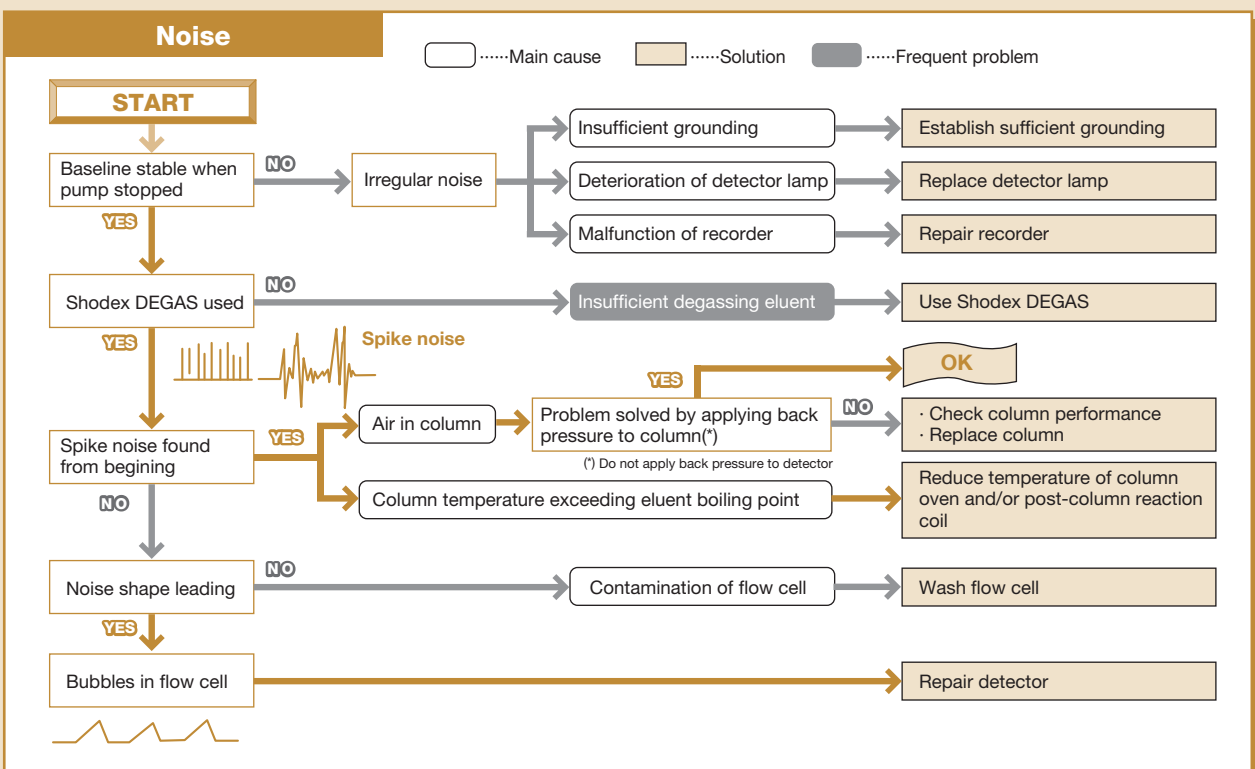 Noise
······Main cause
······Solution
······Frequent problem
START
Baseline stable when
pump stopped
NO
Irregular noise
Insufficient grounding
Establish sufficient grounding
Deterioration of detector lamp
Replace detector lamp
Malfunction of recorder
Repair recorder
YES
Shodex DEGAS used
NO
Insufficient degassing eluent
Use Shodex DEGAS
YES
Spike noise
Spike noise found
from begining
YES
Air in column
Problem solved by applying back
pressure to column(*)
(*) Do not apply back pressure to detector
YES
OK
NO
· Check column performance
· Replace column
Column temperature exceeding eluent boiling point
Reduce temperature of column
oven and/or post-column reaction
coil
NO
Noise shape leading
NO
Contamination of flow cell
Wash flow cell
YES
Bubbles in flow cell
Repair detector